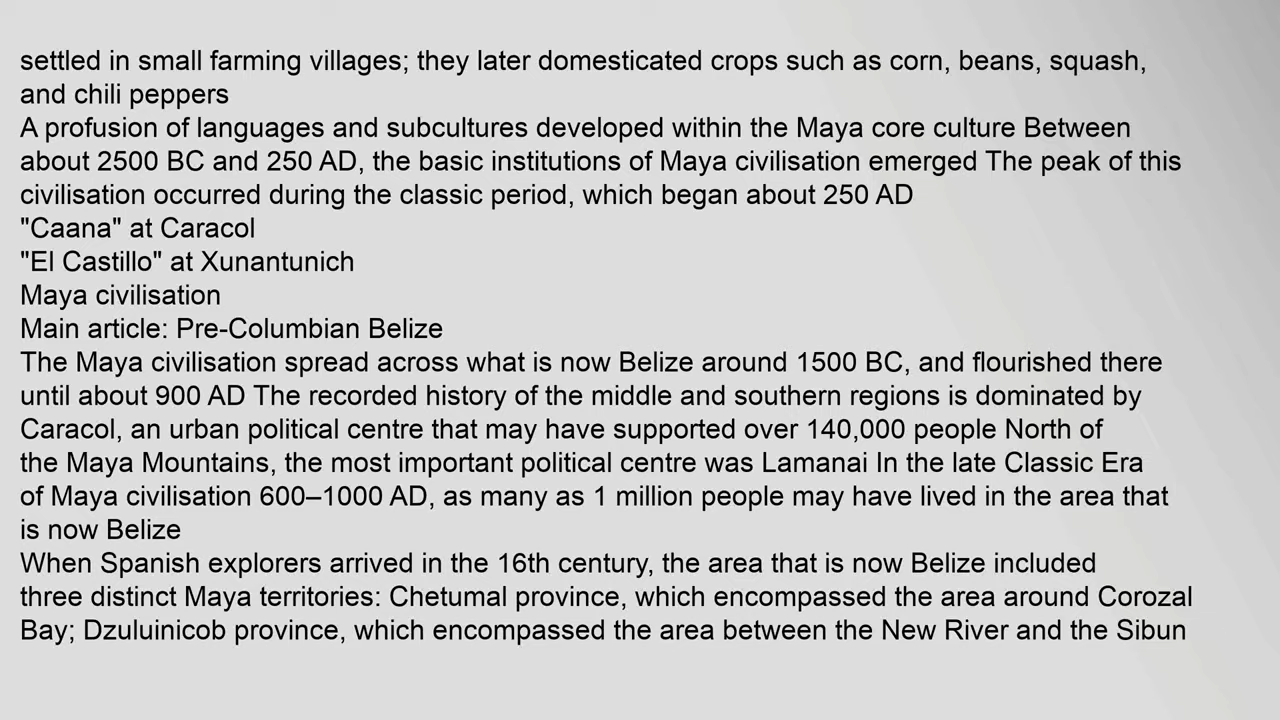 settled in small farming villages; they later domesticated crops such as corn, beans, squash,
and chili peppers
A profusion of languages and subcultures developed within the Maya core culture Between
about 2500 BC and 250 AD, the basic institutions of Maya civilisation emerged The peak of this
civilisation occurred during the classic period, which began about 250 AD
"Caana" at Caracol
"El Castillo" at Xunantunich
Maya civilisation
Main article: Pre-Columbian Belize
The Maya civilisation spread across what is now Belize around 1500 BC, and flourished there
until about 900 AD The recorded history of the middle and southern regions is dominated by
Caracol, an urban political centre that may have supported over 140,000 people North of
the Maya Mountains, the most important political centre was Lamanai In the late Classic Era
of Maya civilisation 600–1000 AD, as many as 1 million people may have lived in the area that
is now Belize
When Spanish explorers arrived in the 16th century, the area that is now Belize included
three distinct Maya territories: Chetumal province, which encompassed the area around Corozal
Bay; Dzuluinicob province, which encompassed the area between the New River and the Sibun